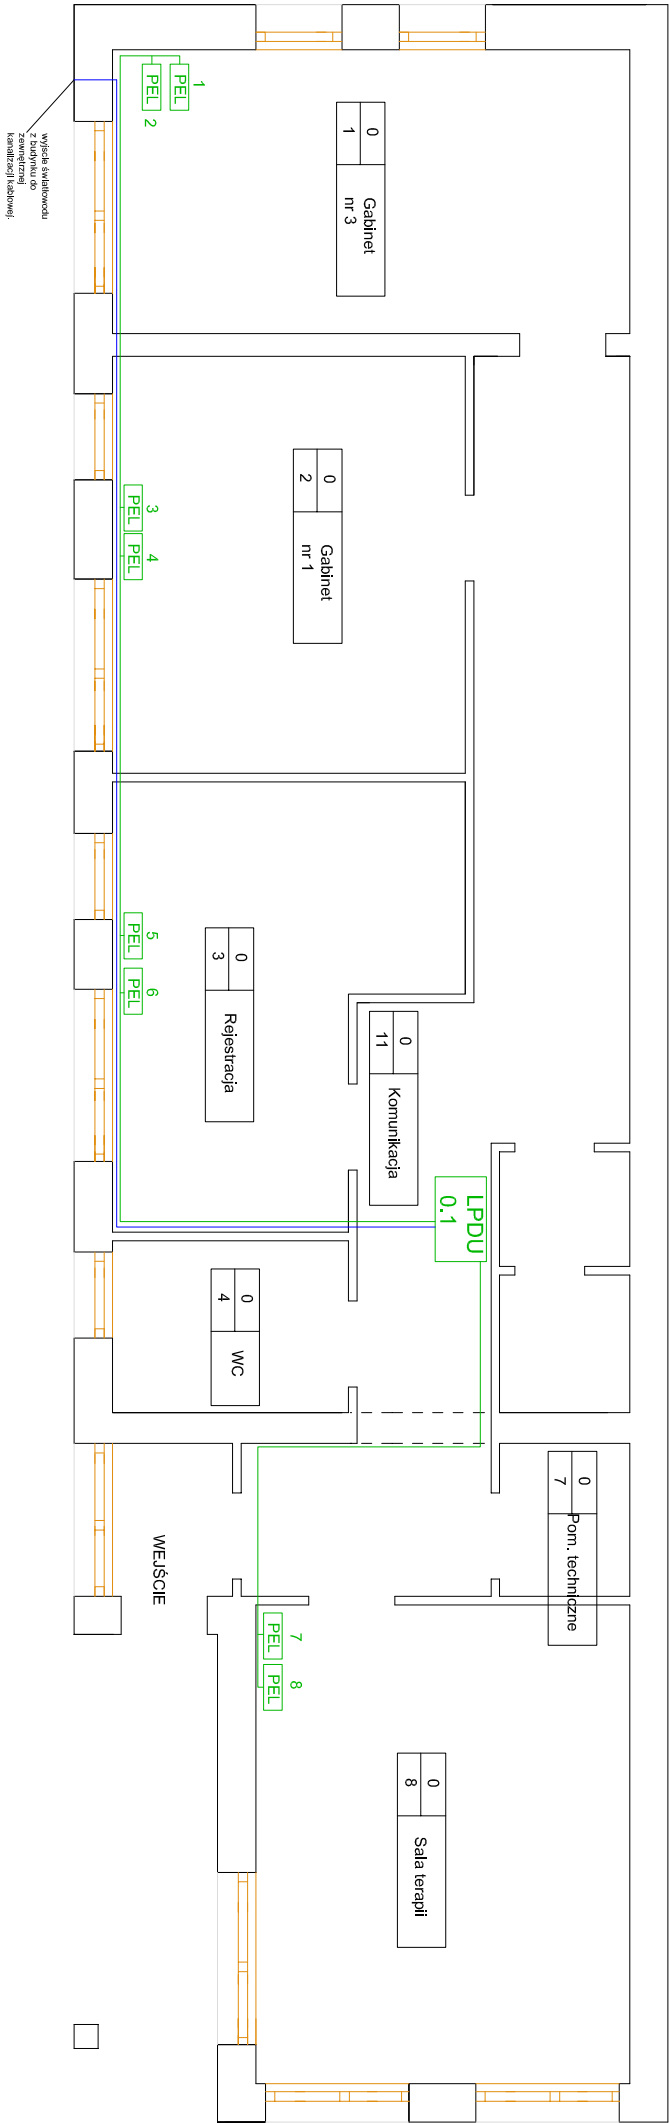 1
PEL
PEL
2
wyjście światłowodu
z budynku do
zewnętrznej
kanalizacji kablowej.
0
1
Gabinet
nr 3
0
2
Gabinet
nr 1
3
PEL
4
PEL
0
3
Rejestracja
5
PEL
6
PEL
0
11
Komunikacja
LPDU
0.1
0
4
WC
WEJŚCIE
0
7
Pom. techniczne
7
PEL
8
PEL
0
8
Sala terapii